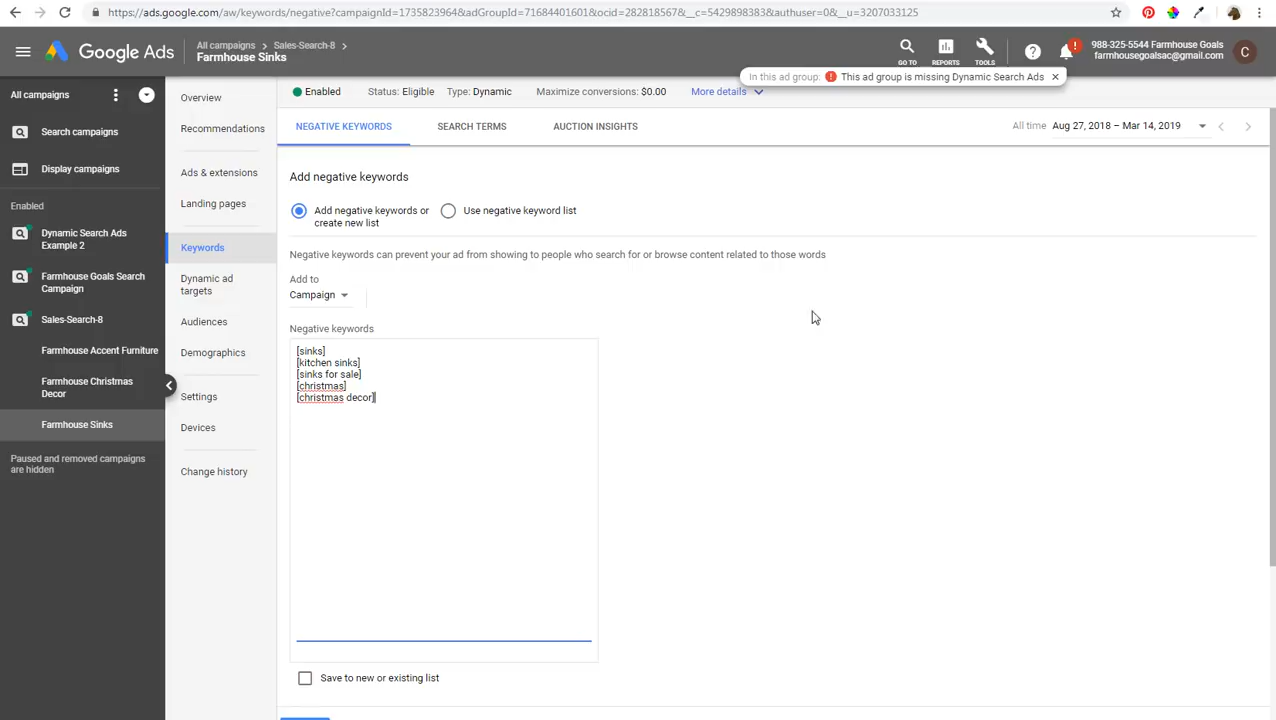 https://ads.google.com/aw/keywords/negative?campaignId=1735823964&adGroupId=71684401601&ocid=282818567&__c=5429898383&authuser=0&__u=3207033125
Google Ads
All campaigns > Sales-Search-8 >
Farmhouse Sinks
GO TO
REPORTS
TOOLS
!
988-325-5544 Farmhouse Goals
farmhousegoalsac@gmail.com
C
In this ad group: ! This ad group is missing Dynamic Search Ads ×
All campaigns
Search campaigns
Display campaigns
Enabled
Dynamic Search Ads
Example 2
Farmhouse Goals Search
Campaign
Sales-Search-8
Farmhouse Accent Furniture
Farmhouse Christmas
Decor
Farmhouse Sinks
Paused and removed campaigns
are hidden
Overview
Recommendations
Ads & extensions
Landing pages
Keywords
Dynamic ad
targets
Audiences
Demographics
Settings
Devices
Change history
Enabled Status: Eligible Type: Dynamic Maximize conversions: $0.00 More details
NEGATIVE KEYWORDS SEARCH TERMS AUCTION INSIGHTS
All time Aug 27, 2018 – Mar 14, 2019
Add negative keywords
Add negative keywords or
create new list
Use negative keyword list
Negative keywords can prevent your ad from showing to people who search for or browse content related to those words
Add to
Campaign
Negative keywords
[sinks]
[kitchen sinks]
[sinks for sale]
[christmas]
[christmas decor]
Save to new or existing list